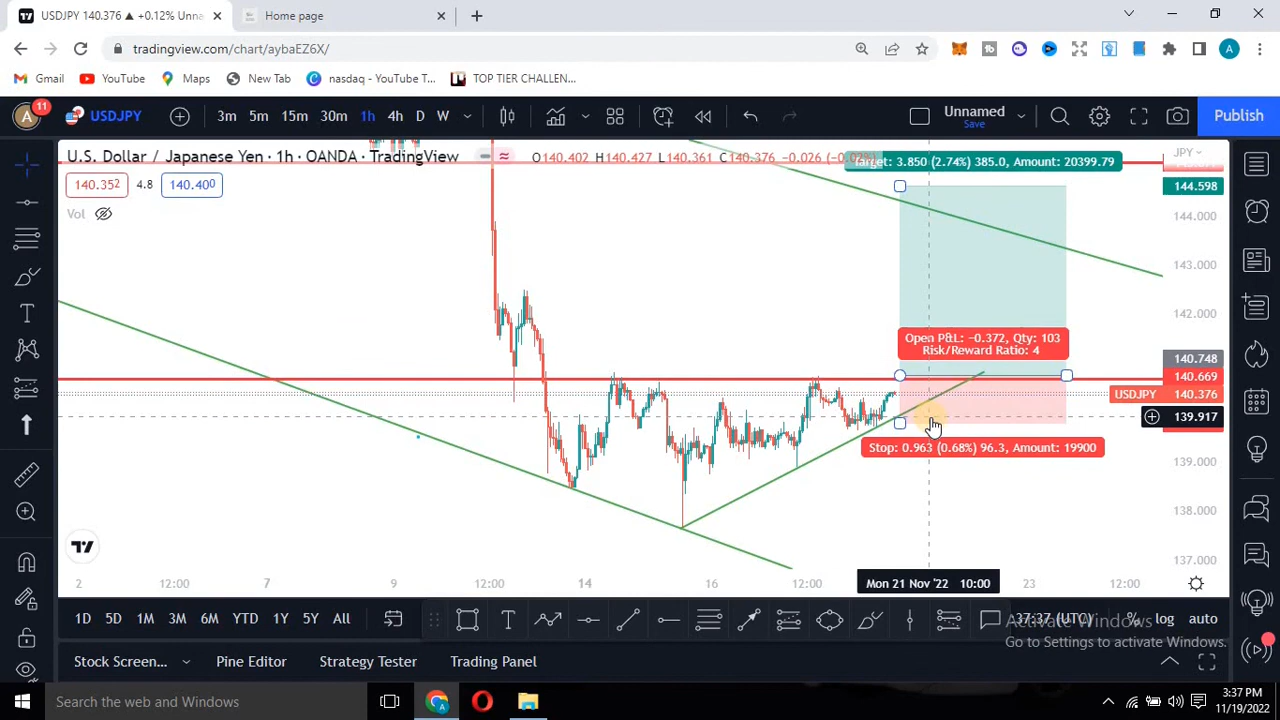 USDJPY 140.376 ▲ +0.12% Unna
Home page
tradingview.com/chart/aybaEZ6X/
A
Gmail
YouTube
Maps
New Tab
nasdaq - YouTube T...
TOP TIER CHALLEN...
A
11
USDJPY
3m 5m 15m 30m 1h 4h D W
Unnamed
Save
Publish
U.S. Dollar / Japanese Yen · 1h · OANDA · TradingView
O140.402 H140.427 L140.361 C140.376 −0.026 (−0.02%)
Target: 3.850 (2.74%) 385.0, Amount: 20399.79
JPY
140.352
4.8
140.400
Vol
144.598
144.000
143.000
142.000
Open P&L: −0.372, Qty: 103
Risk/Reward Ratio: 4
140.748
140.669
USDJPY 140.376
139.917
Stop: 0.963 (0.68%) 96.3, Amount: 19900
139.000
138.000
137.000
2 12:00 7 9 12:00 14 16 12:00 Mon 21 Nov '22 10:00 23 12:00
1D 5D 1M 3M 6M YTD 1Y 5Y All
37:37 (UTC)
% log auto
Activate Windows
Go to Settings to activate Windows.
Stock Screen...
Pine Editor
Strategy Tester
Trading Panel
Search the web and Windows
3:37 PM
11/19/2022